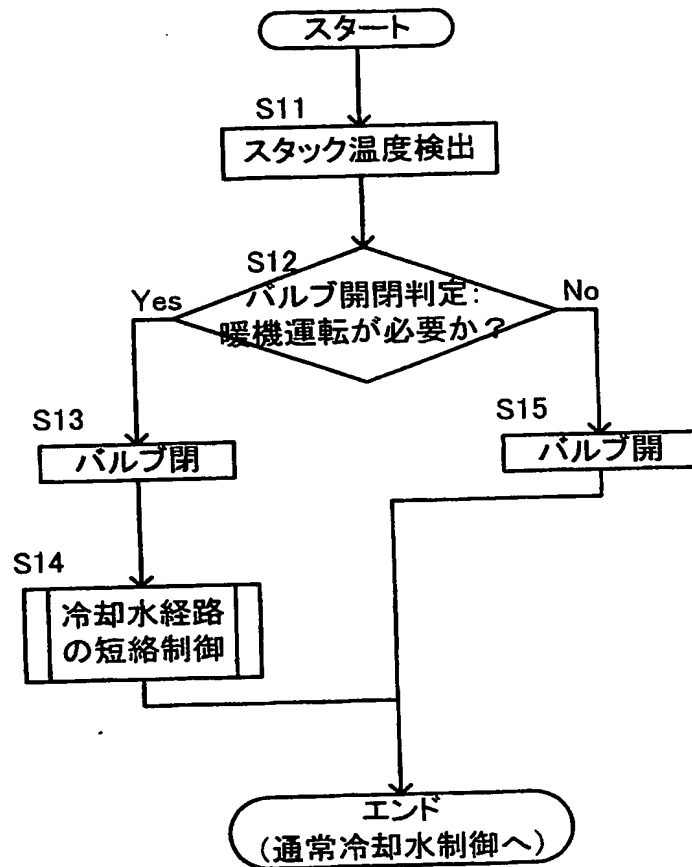 スタート
S11
スタック温度検出
S12
バルブ開閉判定:
暖機運転が必要か？
Yes
No
S13
バルブ閉
S15
バルブ開
S14
冷却水経路
の短絡制御
エンド
(通常冷却水制御へ)